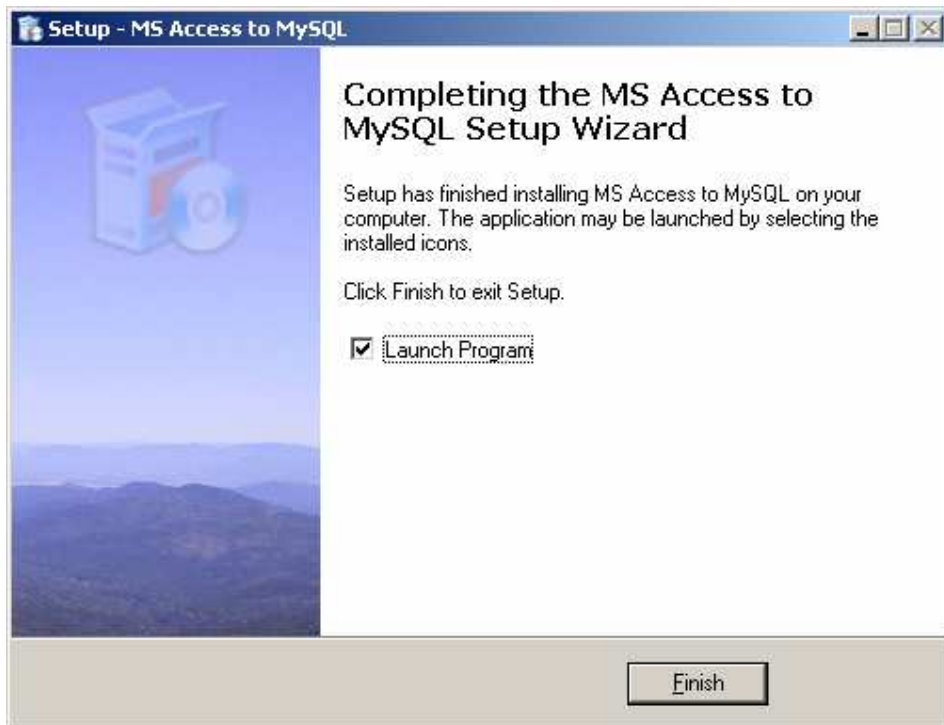 Setup - MS Access to MySQL
Completing the MS Access to
MySQL Setup Wizard
Setup has finished installing MS Access to MySQL on your
computer. The application may be launched by selecting the
installed icons.
Click Finish to exit Setup.
Launch Program
Finish